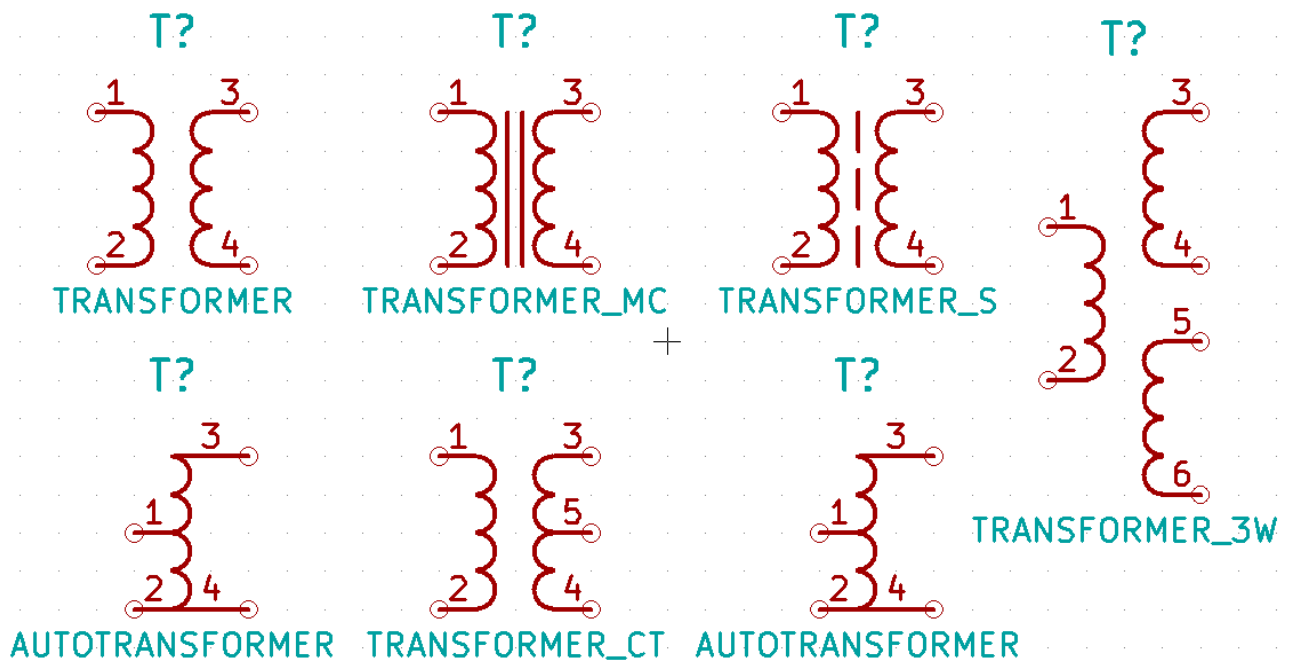 T? T? T? T?
1 3 1 3 1 3 3
2 4 2 4 2 4 1 4
TRANSFORMER TRANSFORMER_MC TRANSFORMER_S
2 5
T? T? T?
3 1 3 3
1 5 1 6
2 4 2 4 2 4
TRANSFORMER_3W
AUTOTRANSFORMER TRANSFORMER_CT AUTOTRANSFORMER